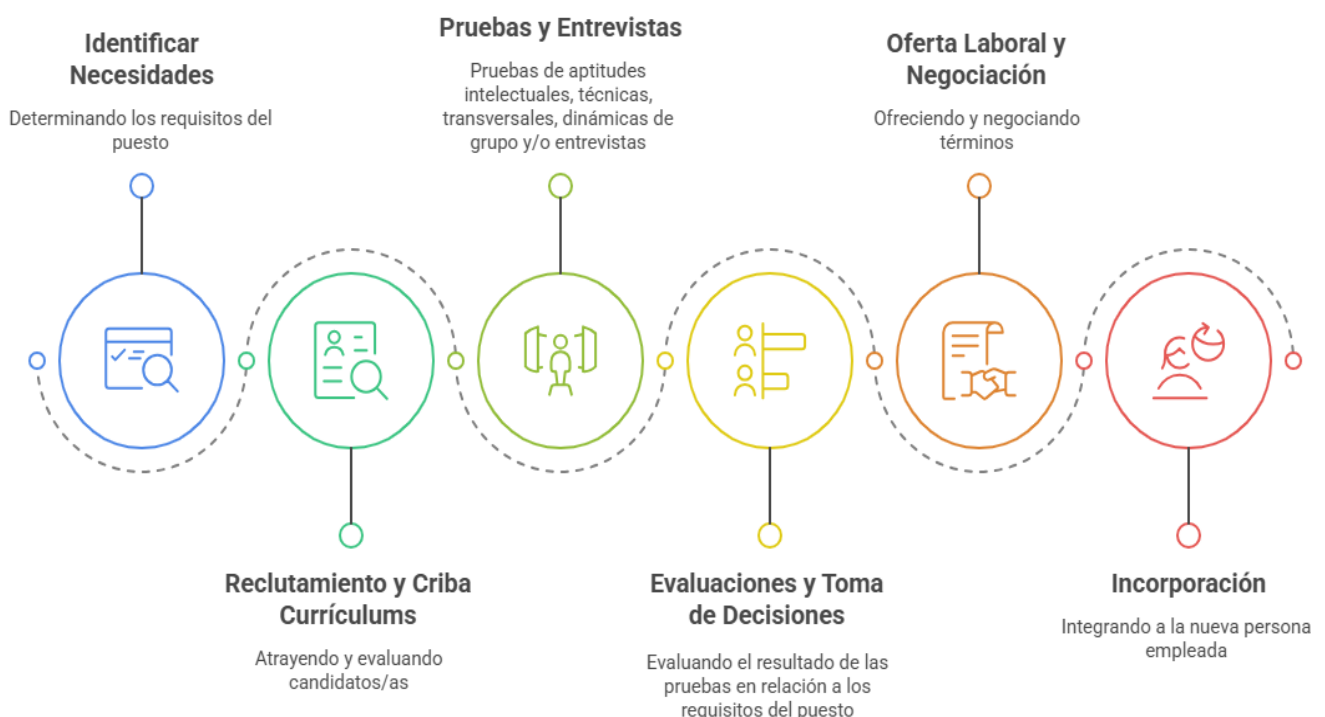 Identificar
Necesidades
Determinando los requisitos del
puesto
Reclutamiento y Criba
Currículums
Atrayendo y evaluando
candidatos/as
Pruebas y Entrevistas
Pruebas de aptitudes
intelectuales, técnicas,
transversales, dinámicas de
grupo y/o entrevistas
Evaluaciones y Toma
de Decisiones
Evaluando el resultado de las
pruebas en relación a los
requisitos del puesto
Oferta Laboral y
Negociación
Ofreciendo y negociando
términos
Incorporación
Integrando a la nueva persona
empleada